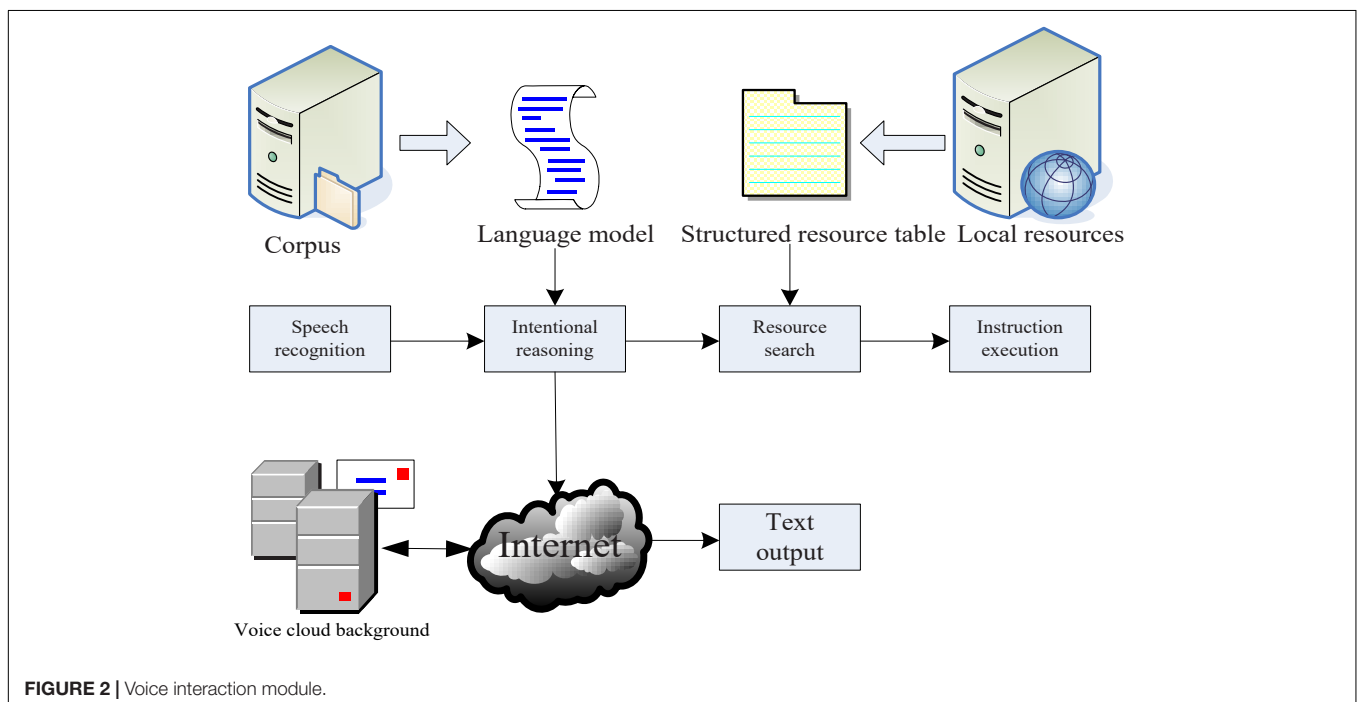 Corpus
Language model
Structured resource table
Local resources
Speech
recognition
Intentional
reasoning
Resource
search
Instruction
execution
Internet
Text
output
Voice cloud background
FIGURE 2 | Voice interaction module.